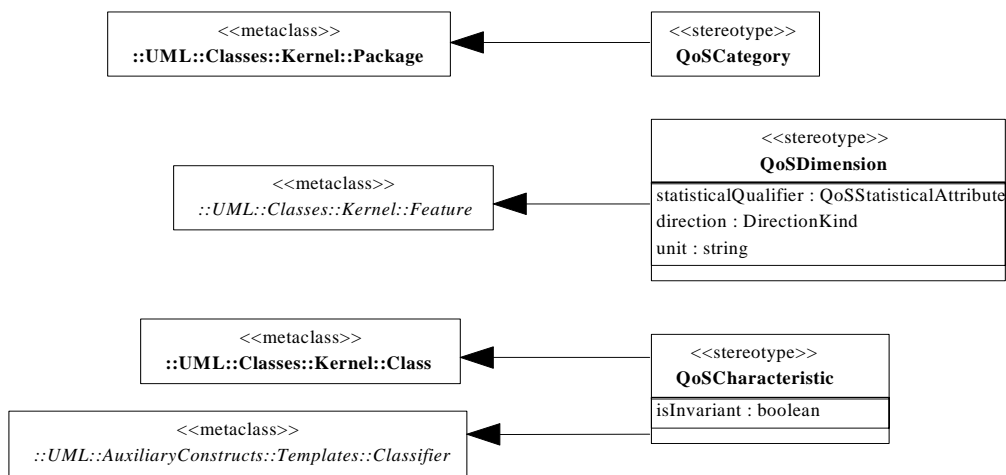 <<metaclass>>
::UML::Classes::Kernel::Package
<<stereotype>>
QoSCategory
<<metaclass>>
::UML::Classes::Kernel::Feature
<<stereotype>>
QoSDimension
statisticalQualifier : QoSStatisticalAttribute
direction : DirectionKind
unit : string
<<metaclass>>
::UML::Classes::Kernel::Class
<<stereotype>>
QoSCharacteristic
isInvariant : boolean
<<metaclass>>
::UML::AuxiliaryConstructs::Templates::Classifier